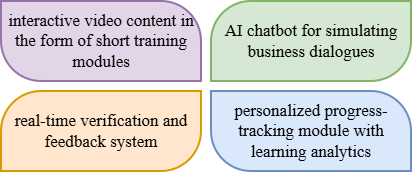 interactive video content in
the form of short training
modules
AI chatbot for simulating
business dialogues
real-time verification and
feedback system
personalized progress-
tracking module with
learning analytics